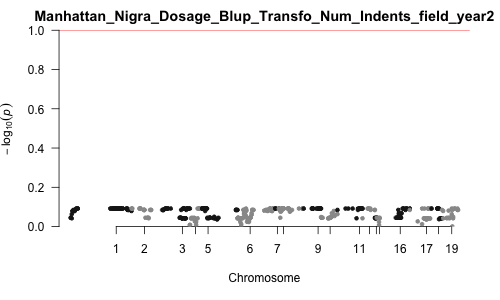 Manhattan_Nigra_Dosage_Blup_Transfo_Num_Indents_field_year2
1.0
0.8
0.6
0.4
0.2
0.0
− log10(p)
1 2 3 5 6 7 9 11 16 17 19
Chromosome